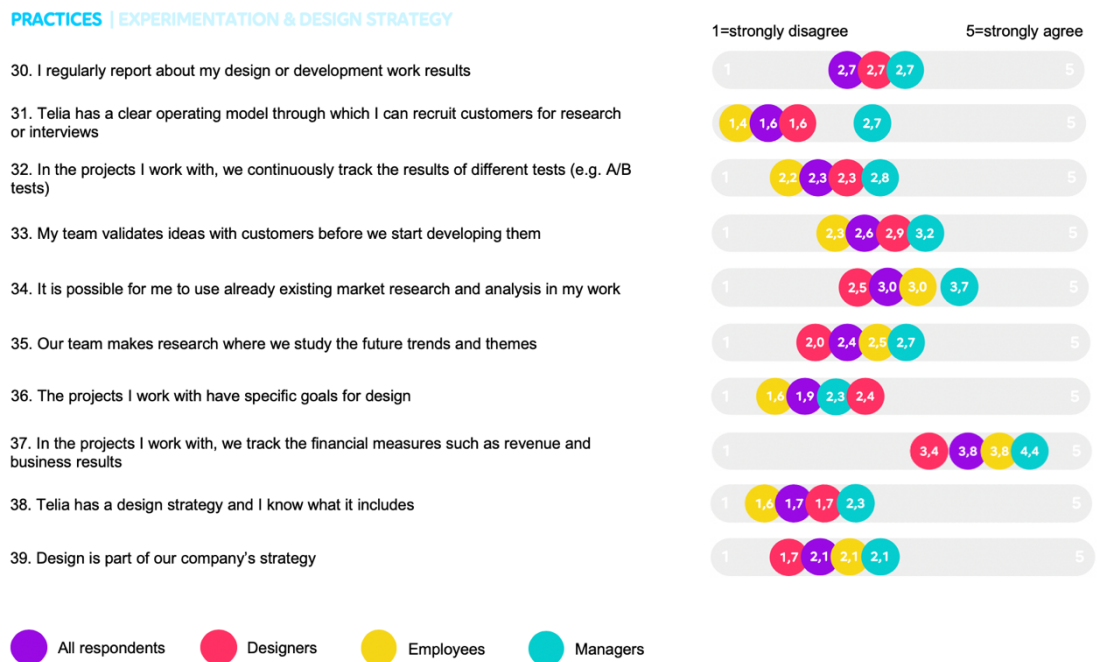 PRACTICES | EXPERIMENTATION & DESIGN STRATEGY
1=strongly disagree 5=strongly agree
30. I regularly report about my design or development work results
1 2,7 2,7 2,7 5
31. Telia has a clear operating model through which I can recruit customers for research
or interviews
1,4 1,6 1,6 2,7 5
32. In the projects I work with, we continuously track the results of different tests (e.g. A/B
tests)
1 2,2 2,3 2,3 2,8 5
33. My team validates ideas with customers before we start developing them
1 2,3 2,6 2,9 3,2 5
34. It is possible for me to use already existing market research and analysis in my work
1 2,5 3,0 3,0 3,7 5
35. Our team makes research where we study the future trends and themes
1 2,0 2,4 2,5 2,7 5
36. The projects I work with have specific goals for design
1 1,6 1,9 2,3 2,4 5
37. In the projects I work with, we track the financial measures such as revenue and
business results
1 3,4 3,8 3,8 4,4 5
38. Telia has a design strategy and I know what it includes
1 1,6 1,7 1,7 2,3 5
39. Design is part of our company's strategy
1 1,7 2,1 2,1 2,1 5
All respondents Designers Employees Managers